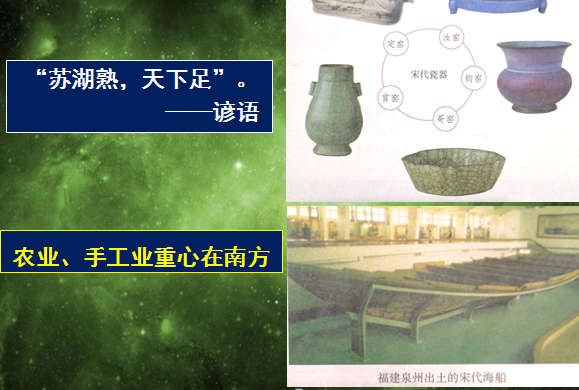 “苏湖熟，天下足”。
——谚语
农业、手工业重心在南方
定窑
汝窑
宋代瓷器
钧窑
官窑
哥窑
福建泉州出土的宋代海船